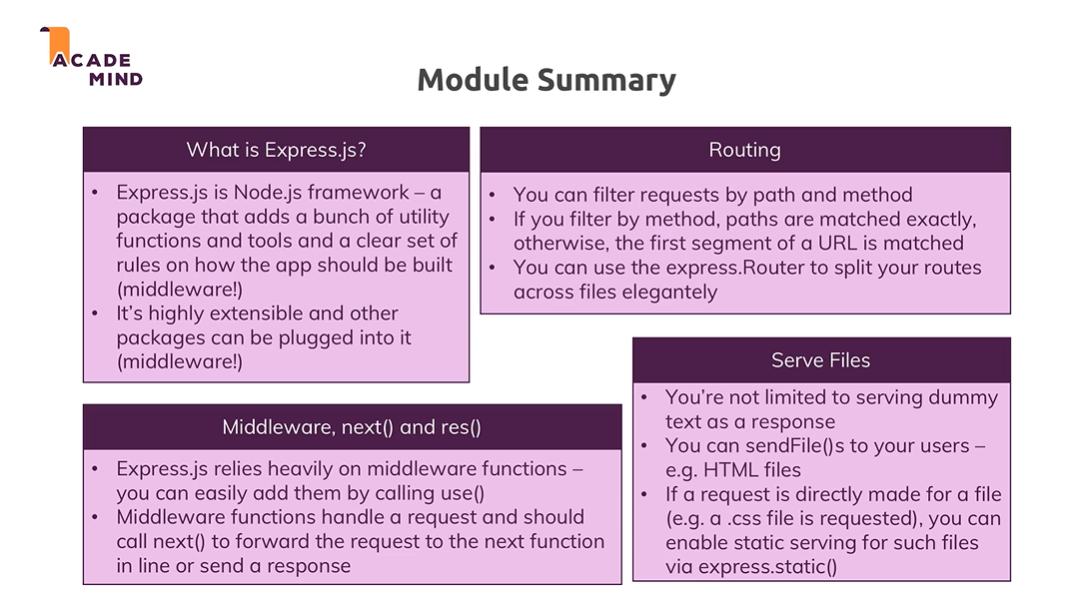 ACADE
MIND
Module Summary
What is Express.js?
• Express.js is Node.js framework – a
package that adds a bunch of utility
functions and tools and a clear set of
rules on how the app should be built
(middleware!)
• It's highly extensible and other
packages can be plugged into it
(middleware!)
Routing
• You can filter requests by path and method
• If you filter by method, paths are matched exactly,
otherwise, the first segment of a URL is matched
• You can use the express.Router to split your routes
across files elegantely
Middleware, next() and res()
• Express.js relies heavily on middleware functions –
you can easily add them by calling use()
• Middleware functions handle a request and should
call next() to forward the request to the next function
in line or send a response
Serve Files
• You're not limited to serving dummy
text as a response
• You can sendFile()s to your users –
e.g. HTML files
• If a request is directly made for a file
(e.g. a .css file is requested), you can
enable static serving for such files
via express.static()